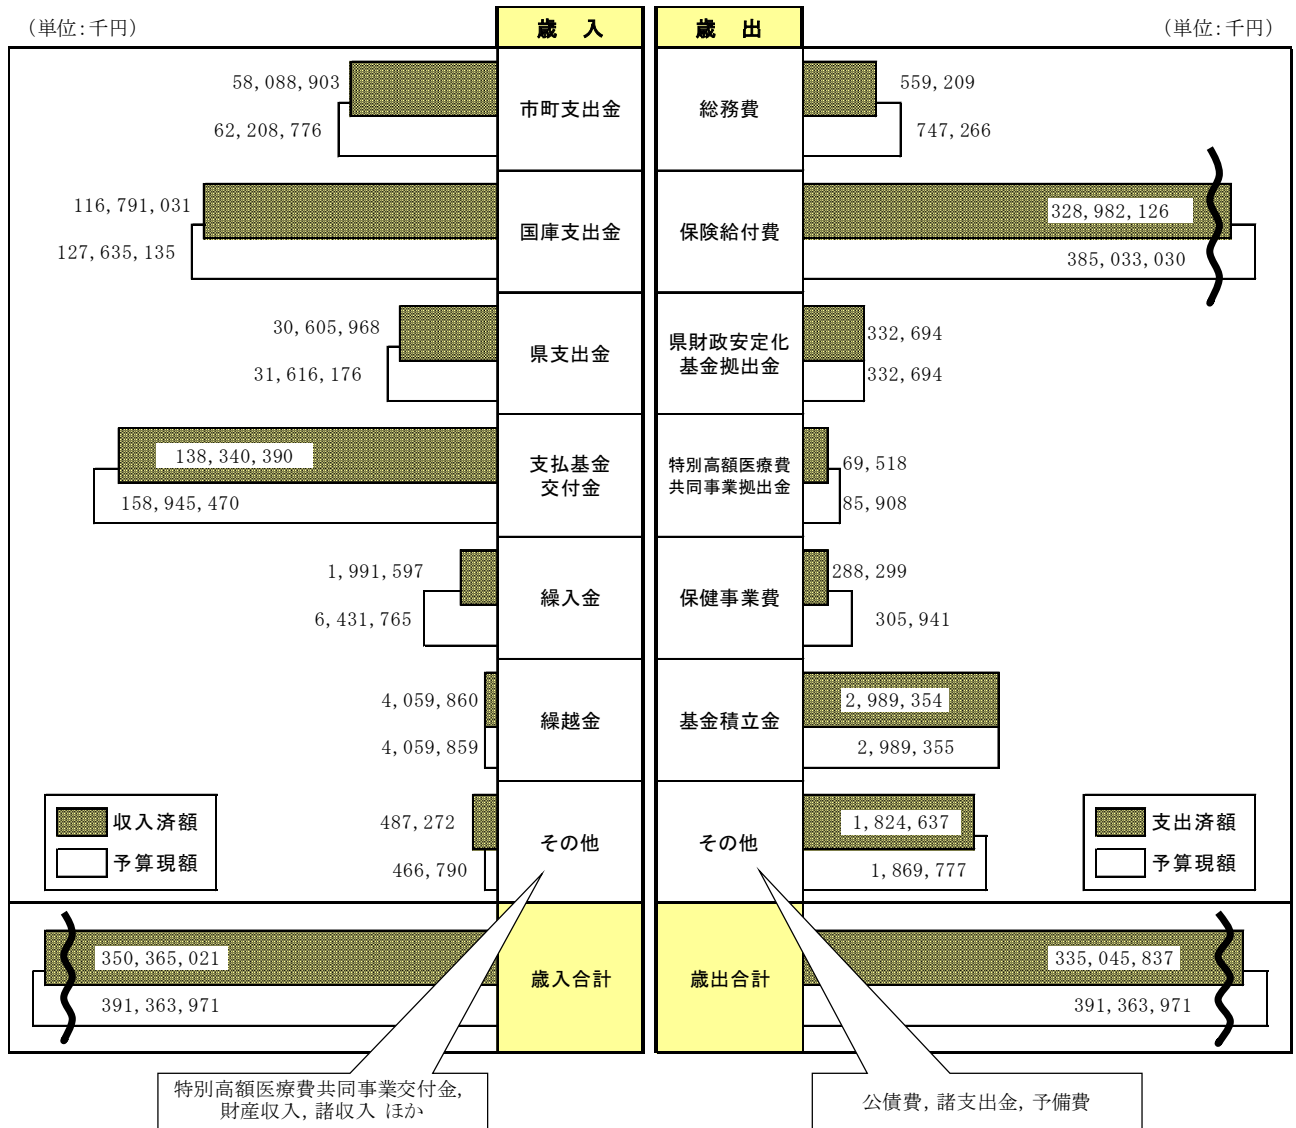 （単位：千円）
歳　入
歳　出
（単位：千円）
58,088,903
62,208,776
市町支出金
総務費
559,209
747,266
116,791,031
127,635,135
国庫支出金
保険給付費
328,982,126
385,033,030
30,605,968
31,616,176
県支出金
県財政安定化
基金拠出金
332,694
332,694
138,340,390
158,945,470
支払基金
交付金
特別高額医療費
共同事業拠出金
69,518
85,908
1,991,597
6,431,765
繰入金
保健事業費
288,299
305,941
4,059,860
4,059,859
繰越金
基金積立金
2,989,354
2,989,355
収入済額
予算現額
487,272
466,790
その他
その他
1,824,637
1,869,777
支出済額
予算現額
350,365,021
391,363,971
歳入合計
歳出合計
335,045,837
391,363,971
特別高額医療費共同事業交付金，
財産収入，諸収入 ほか
公債費，諸支出金，予備費